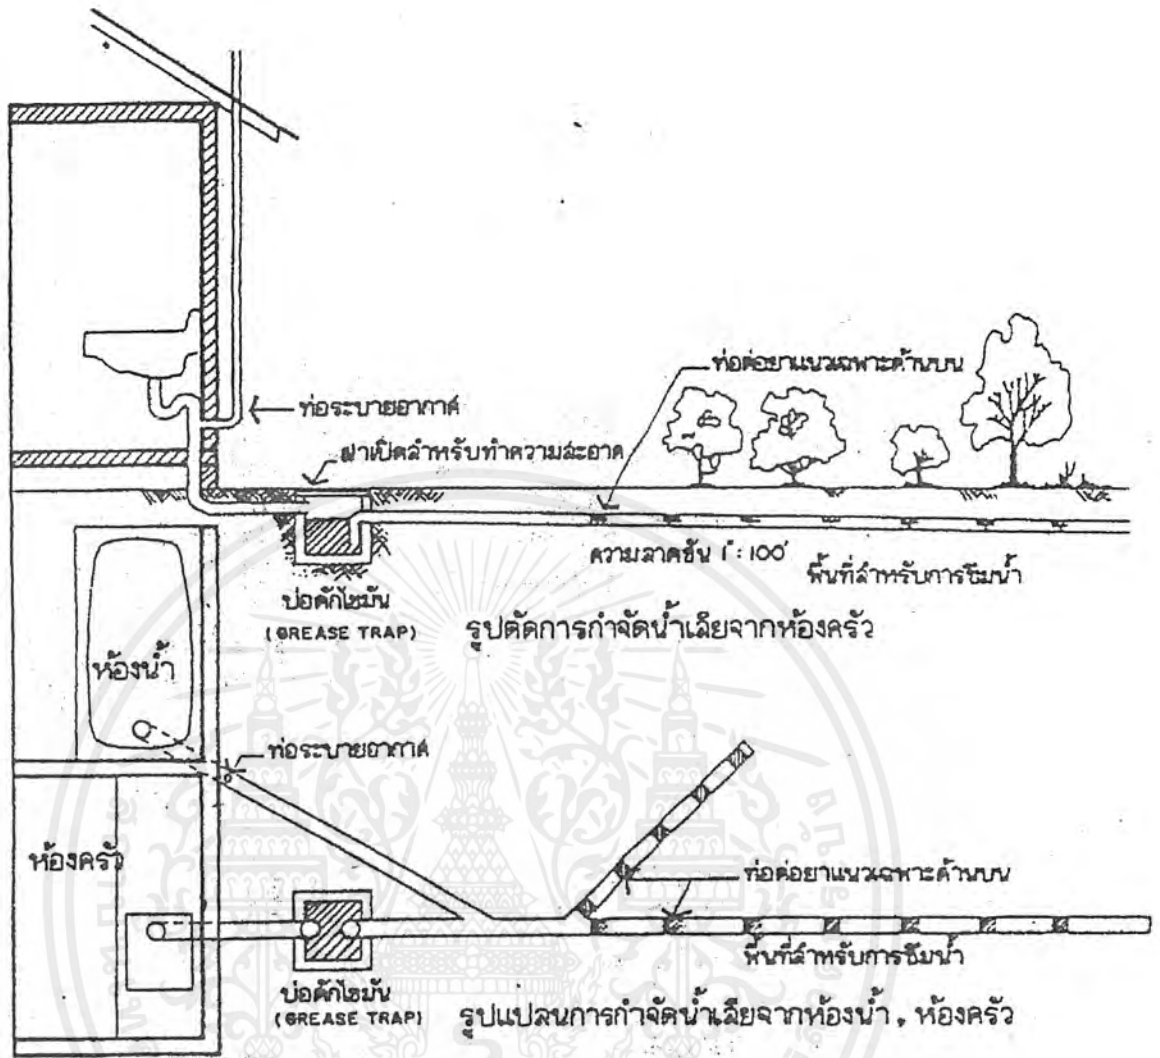 ท่อต่อยาแนวเฉพาะด้านบน
ท่อระบายอากาศ
ฝาเปิดสำหรับทำความสะอาด
ความลาดชัน 1" : 100'
พื้นที่สำหรับการซึมน้ำ
บ่อดักไขมัน
(GREASE TRAP)
รูปตัดการกำจัดน้ำเสียจากห้องครัว
ห้องน้ำ
ท่อระบายอากาศ
ห้องครัว
ท่อต่อยาแนวเฉพาะด้านบน
พื้นที่สำหรับการซึมน้ำ
บ่อดักไขมัน
(GREASE TRAP)
รูปแปลนการกำจัดน้ำเสียจากห้องน้ำ, ห้องครัว